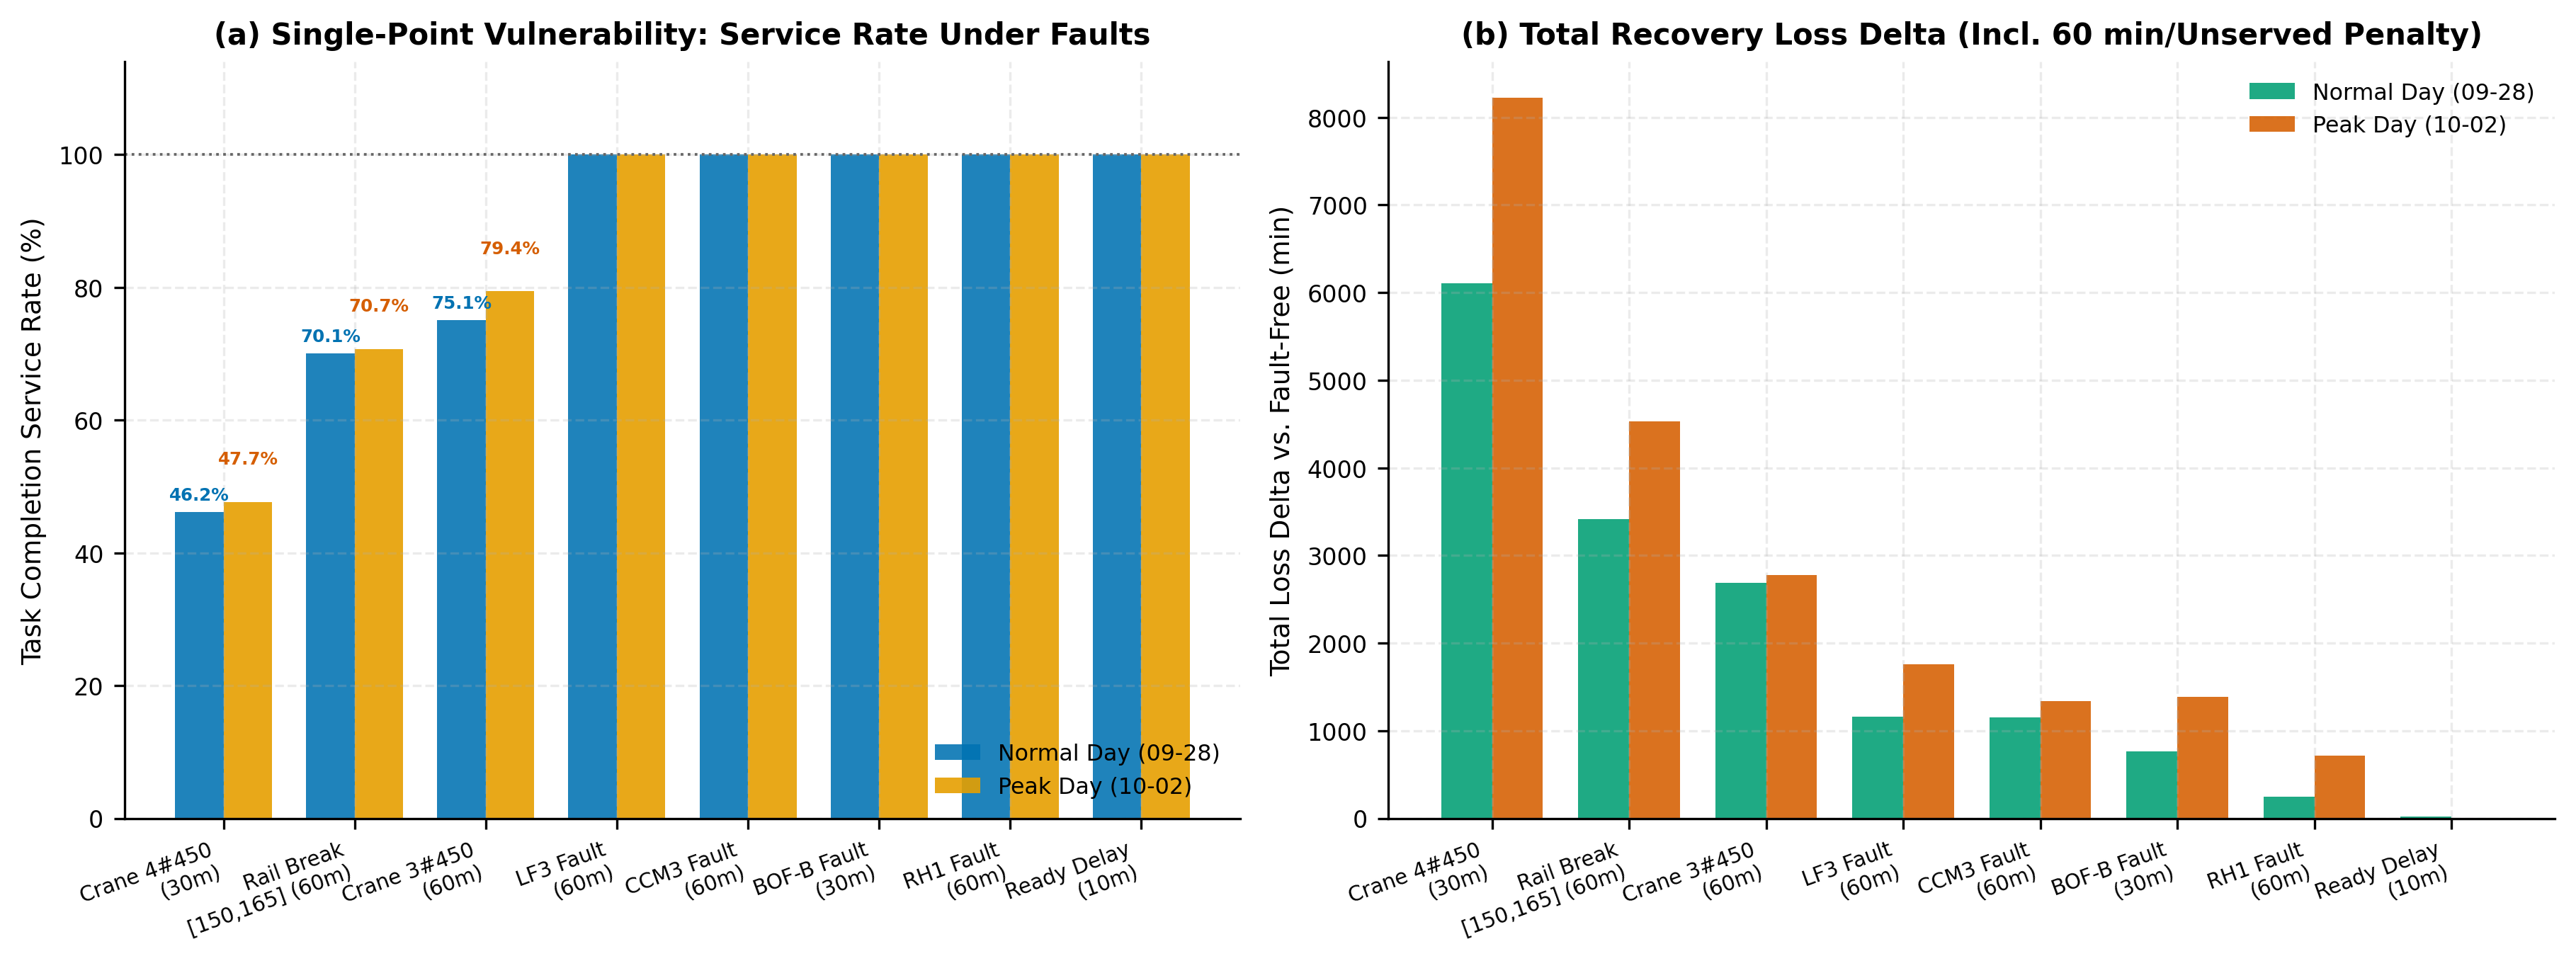 (a) Single-Point Vulnerability: Service Rate Under Faults
Task Completion Service Rate (%)
100
80
60
40
20
0
46.2%
47.7%
70.1%
70.7%
75.1%
79.4%
Normal Day (09-28)
Peak Day (10-02)
Crane 4#450
(30m)
Rail Break
[150,165] (60m)
Crane 3#450
(60m)
LF3 Fault
(60m)
CCM3 Fault
(60m)
BOF-B Fault
(30m)
RH1 Fault
(60m)
Ready Delay
(10m)
(b) Total Recovery Loss Delta (Incl. 60 min/Unserved Penalty)
Total Loss Delta vs. Fault-Free (min)
8000
7000
6000
5000
4000
3000
2000
1000
0
Normal Day (09-28)
Peak Day (10-02)
Crane 4#450
(30m)
Rail Break
[150,165] (60m)
Crane 3#450
(60m)
LF3 Fault
(60m)
CCM3 Fault
(60m)
BOF-B Fault
(30m)
RH1 Fault
(60m)
Ready Delay
(10m)